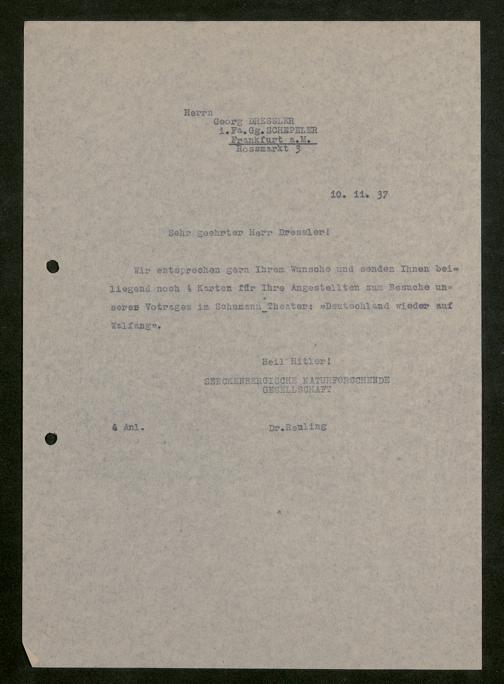 Herrn
Georg DRESSLER
i.Fa.Gg.SCHEPELER
Frankfurt a.M.
Rossmarkt 3
10. 11. 37
Sehr geehrter Herr Dressler!
Wir entsprechen gern Ihrem Wunsche und senden Ihnen bei=
liegend noch 4 Karten für Ihre Angestellten zum Besuche un=
serer Votrages im Schumann_Theater: »Deutschland wieder auf
Walfang«.
Heil Hitler!
SENCKENBERGISCHE NATURFORSCHENDE
GESELLSCHAFT
4 Anl.
Dr.Reuling